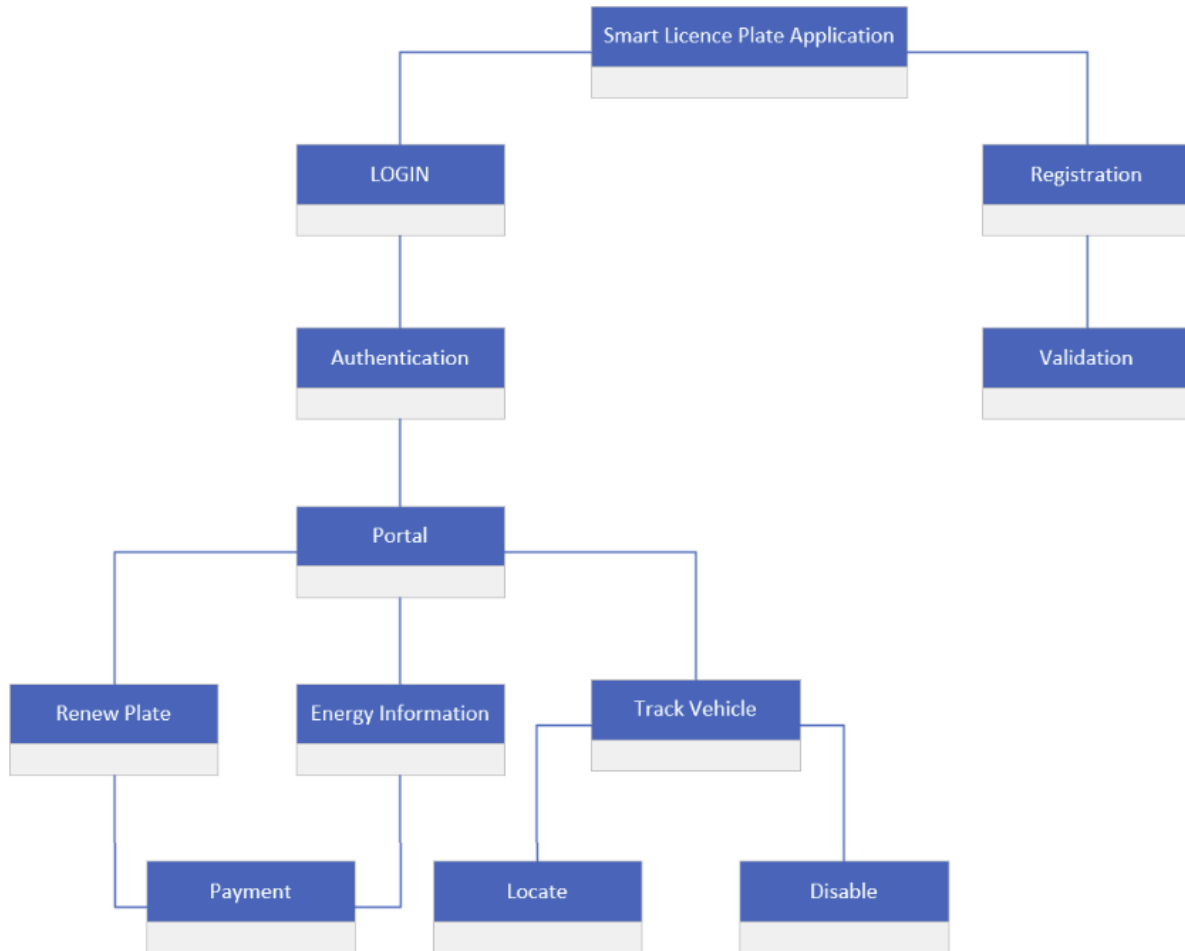 Smart Licence Plate Application
LOGIN
Registration
Authentication
Validation
Portal
Renew Plate
Energy Information
Track Vehicle
Payment
Locate
Disable